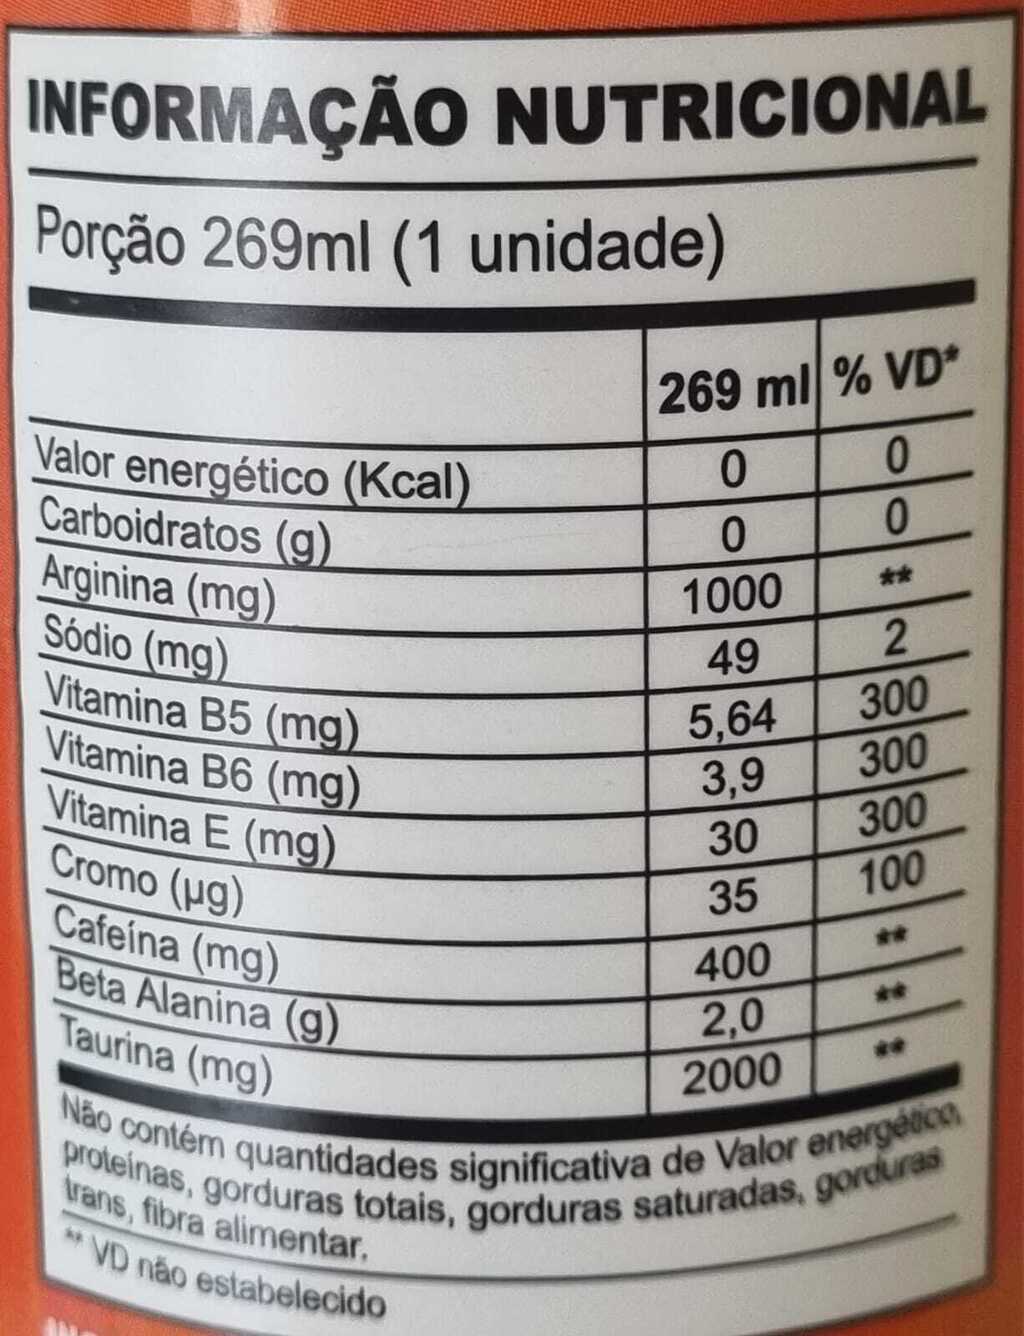 INFORMAÇÃO NUTRICIONAL
Porção 269ml (1 unidade)
269 ml % VD*
Valor energético (Kcal) 0 0
Carboidratos (g) 0 0
Arginina (mg) 1000 **
Sódio (mg) 49 2
Vitamina B5 (mg) 5,64 300
Vitamina B6 (mg) 3,9 300
Vitamina E (mg) 30 300
Cromo (µg) 35 100
Cafeína (mg) 400 **
Beta Alanina (g) 2,0 **
Taurina (mg) 2000 **
Não contém quantidades significativa de Valor energético,
proteínas, gorduras totais, gorduras saturadas, gorduras
trans, fibra alimentar.
** VD não estabelecido